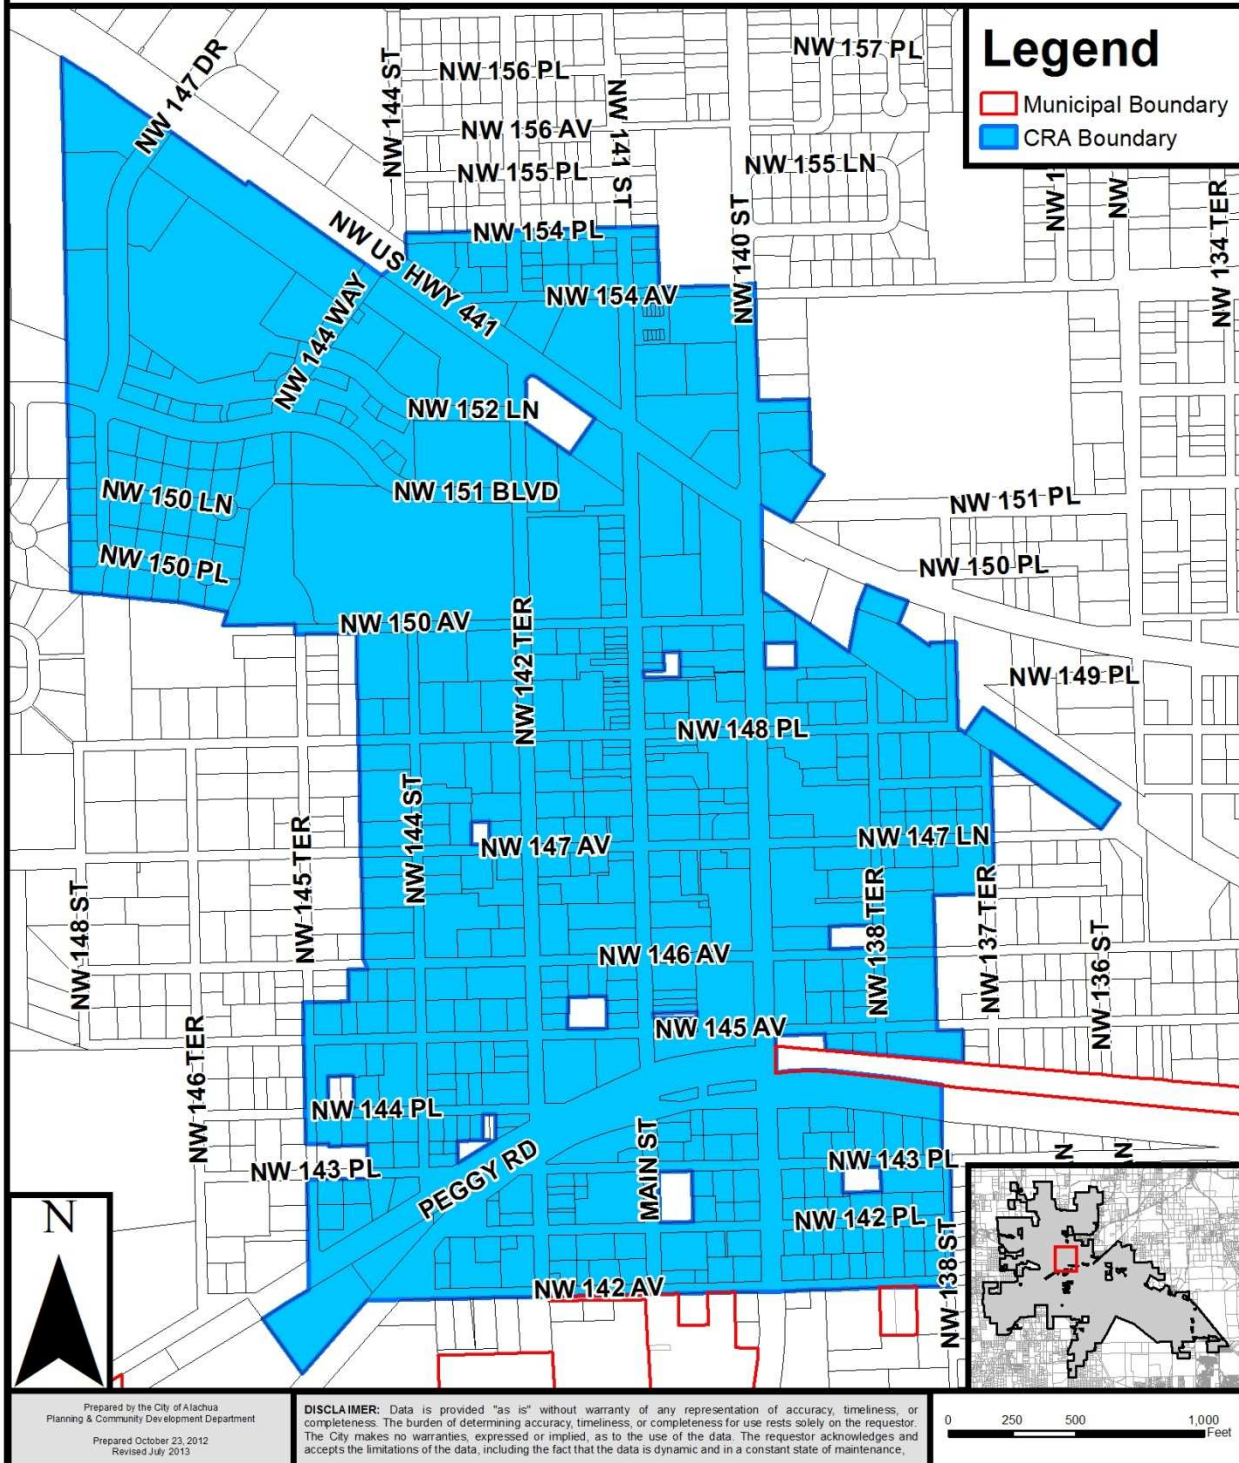 Legend
Municipal Boundary
CRA Boundary
NW 147 DR
NW 144 ST
NW 156 PL
NW 141 ST
NW 157 PL
NW 156 AV
NW 155 PL
NW 155 LN
NW 1
NW
NW 134 TER
NW 154 PL
NW US HWY 441
NW 140 ST
NW 154 AV
NW 144 WAY
NW 152 LN
NW 150 LN
NW 151 BLVD
NW 151 PL
NW 150 PL
NW 150 PL
NW 150 AV
NW 142 TER
NW 149 PL
NW 148 PL
NW 144 ST
NW 147 AV
NW 147 LN
NW 145 TER
NW 148 ST
NW 138 TER
NW 137 TER
NW 136 ST
NW 146 AV
NW 145 AV
NW 146 TER
NW 144 PL
NW 143 PL
PEGGY RD
MAIN ST
NW 143 PL
NW 142 PL
NW 138 ST
NW 142 AV
N
Prepared by the City of Alachua
Planning & Community Development Department
Prepared October 23, 2012
Revised July 2013
DISCLAIMER: Data is provided "as is" without warranty of any representation of accuracy, timeliness, or
completeness. The burden of determining accuracy, timeliness, or completeness for use rests solely on the requestor.
The City makes no warranties, expressed or implied, as to the use of the data. The requestor acknowledges and
accepts the limitations of the data, including the fact that the data is dynamic and in a constant state of maintenance,
0 250 500 1,000
Feet